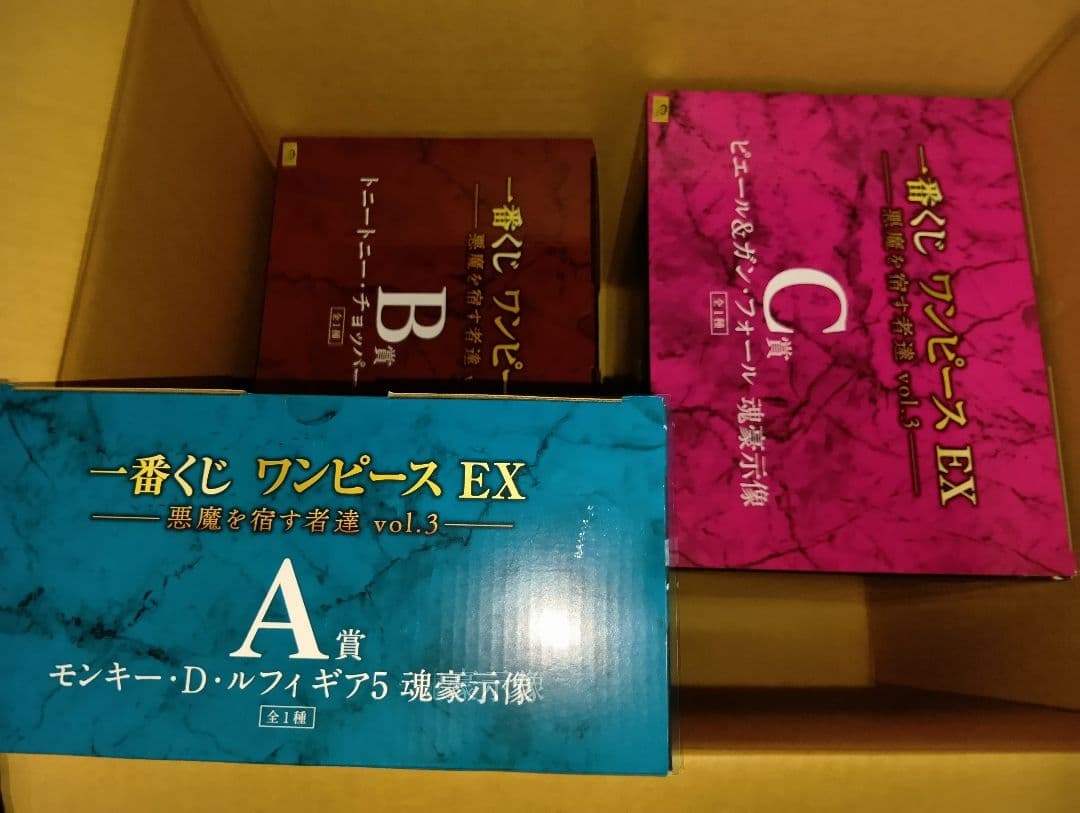 一番くじ ワンピース EX
悪魔を宿す者達 vol.3
A賞
モンキー・D・ルフィギア5 魂豪示像
全1種
一番くじ ワンピー
悪魔を宿す者達
B賞
トニートニー・チョッパー
全1種
一番くじ ワンピース EX
悪魔を宿す者達 vol.3
C賞
ピエール&ガン・フォール 魂豪示像
全1種